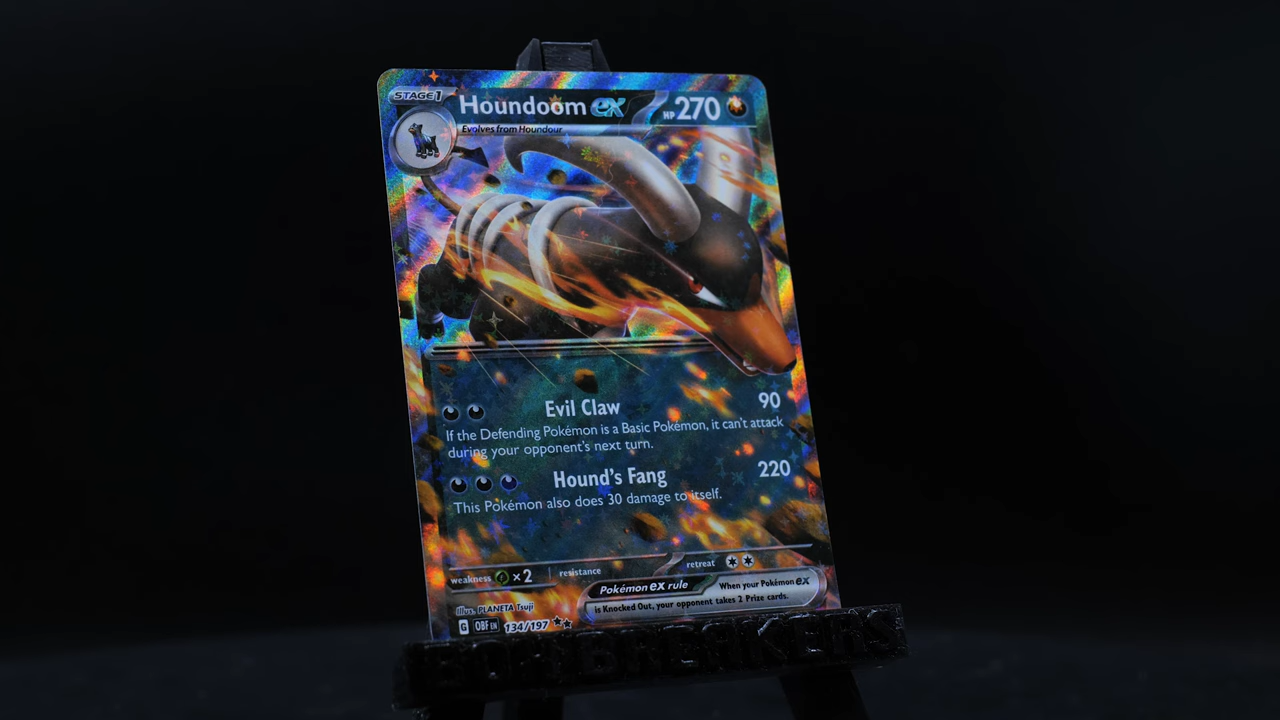 STAGE1 Houndoom ex HP 270
Evolves from Houndour
Evil Claw 90
If the Defending Pokémon is a Basic Pokémon, it can't attack
during your opponent's next turn.
Hound's Fang 220
This Pokémon also does 30 damage to itself.
weakness ×2 resistance retreat
Pokémon ex rule When your Pokémon ex
is Knocked Out, your opponent takes 2 Prize cards.
Illus. PLANETA Tsuji
G OBF EN 134/197